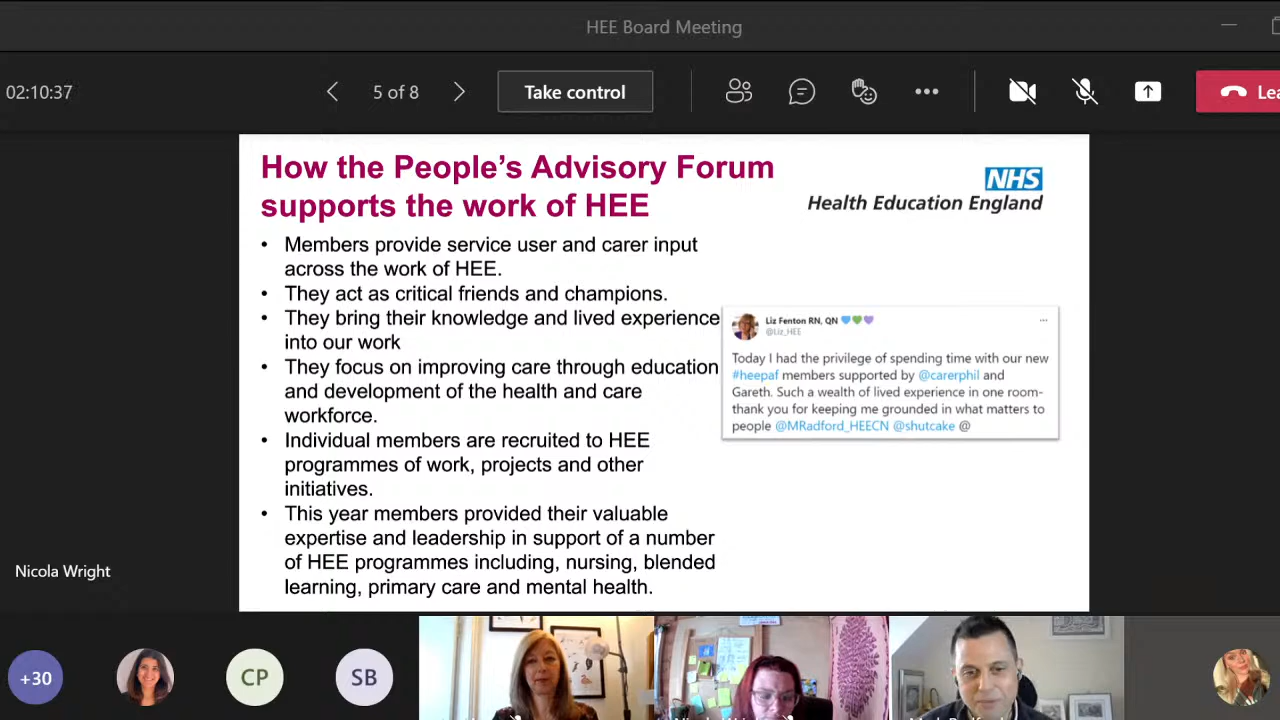 HEE Board Meeting
02:10:37
5 of 8
Take control
Lea
How the People's Advisory Forum
supports the work of HEE
NHS
Health Education England
• Members provide service user and carer input
across the work of HEE.
• They act as critical friends and champions.
• They bring their knowledge and lived experience
into our work
• They focus on improving care through education
and development of the health and care
workforce.
• Individual members are recruited to HEE
programmes of work, projects and other
initiatives.
• This year members provided their valuable
expertise and leadership in support of a number
of HEE programmes including, nursing, blended
learning, primary care and mental health.
Liz Fenton RN, QN 💙💚💜
@Liz_HEE
Today I had the privilege of spending time with our new
#heepaf members supported by @carerphil and
Gareth. Such a wealth of lived experience in one room-
thank you for keeping me grounded in what matters to
people @MRadford_HEECN @shutcake @
Nicola Wright
+30
CP
SB